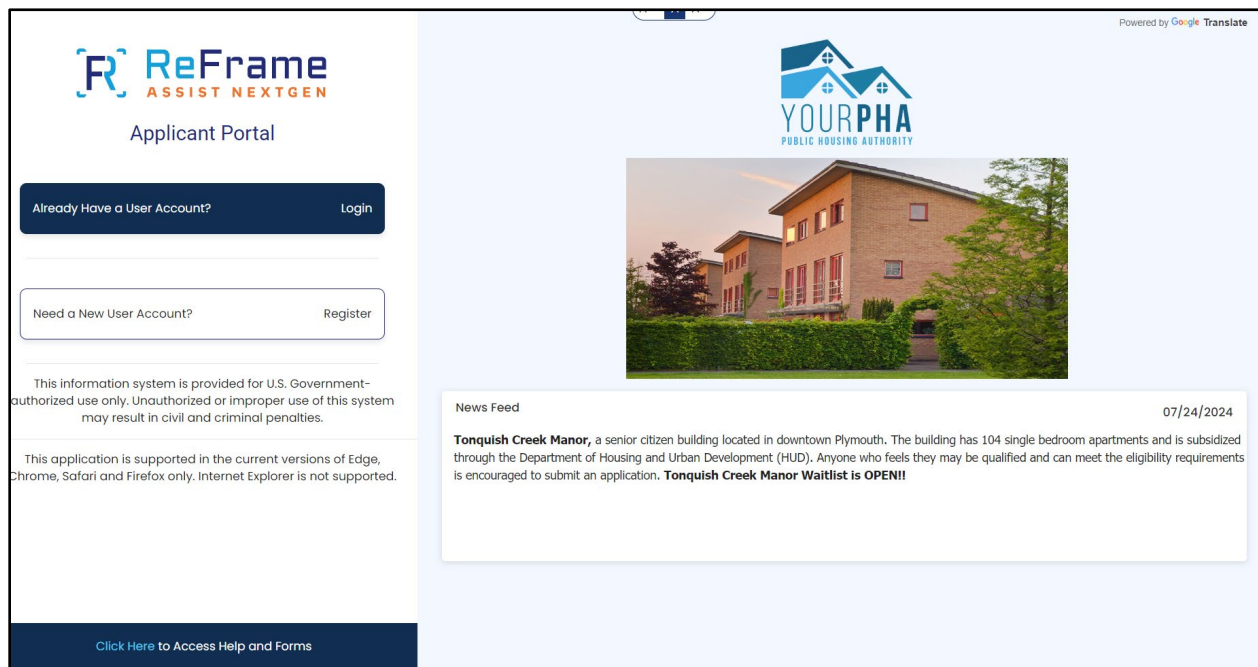 ReFrame
ASSIST NEXTGEN
Applicant Portal
Already Have a User Account? Login
Need a New User Account? Register
This information system is provided for U.S. Government-
authorized use only. Unauthorized or improper use of this system
may result in civil and criminal penalties.
This application is supported in the current versions of Edge,
Chrome, Safari and Firefox only. Internet Explorer is not supported.
Click Here to Access Help and Forms
Powered by Google Translate
YOURPHA
PUBLIC HOUSING AUTHORITY
News Feed 07/24/2024
Tonquish Creek Manor, a senior citizen building located in downtown Plymouth. The building has 104 single bedroom apartments and is subsidized
through the Department of Housing and Urban Development (HUD). Anyone who feels they may be qualified and can meet the eligibility requirements
is encouraged to submit an application. Tonquish Creek Manor Waitlist is OPEN!!